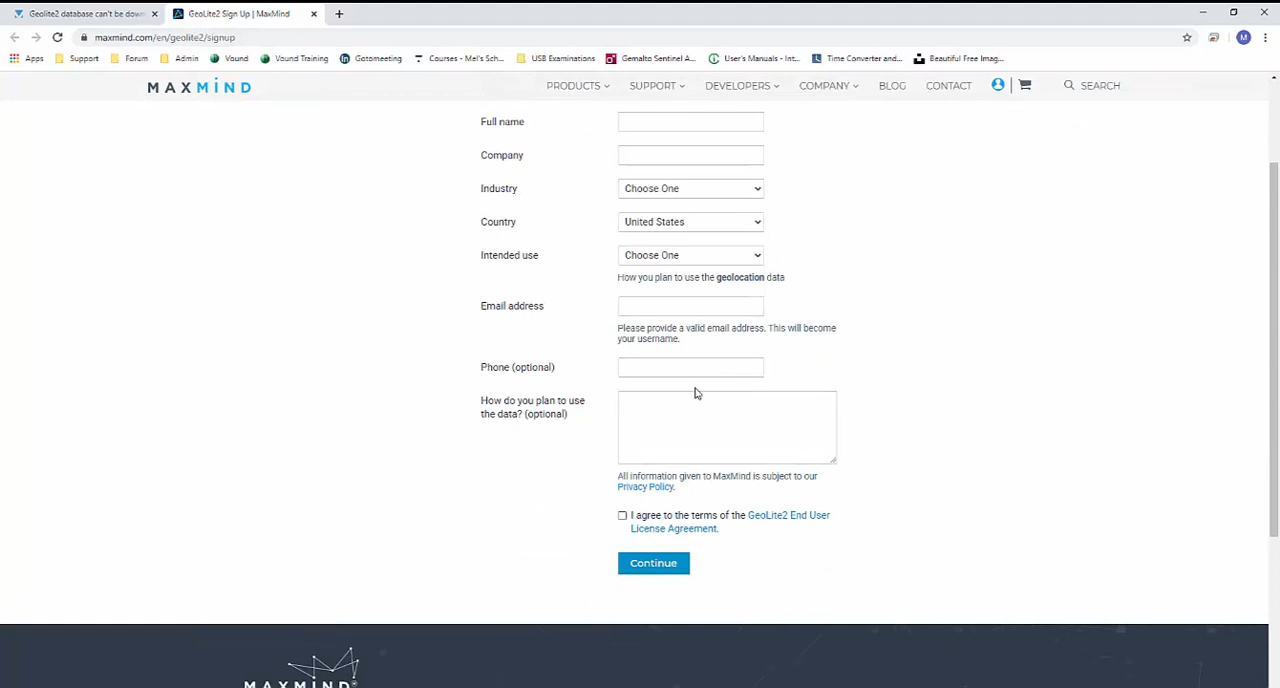 Geolite2 database can't be down
GeoLite2 Sign Up | MaxMind
maxmind.com/en/geolite2/signup
M
Apps
Support
Forum
Admin
Vound
Vound Training
Gotomeeting
Courses - Mel's Sch...
USB Examinations
Gemalto Sentinel A...
User's Manuals - Int...
Time Converter and...
Beautiful Free Imag...
MAXMIND
PRODUCTS
SUPPORT
DEVELOPERS
COMPANY
BLOG
CONTACT
SEARCH
Full name
Company
Industry
Choose One
Country
United States
Intended use
Choose One
How you plan to use the geolocation data
Email address
Please provide a valid email address. This will become
your username.
Phone (optional)
How do you plan to use
the data? (optional)
All information given to MaxMind is subject to our
Privacy Policy.
I agree to the terms of the GeoLite2 End User
License Agreement.
Continue
MAXMIND